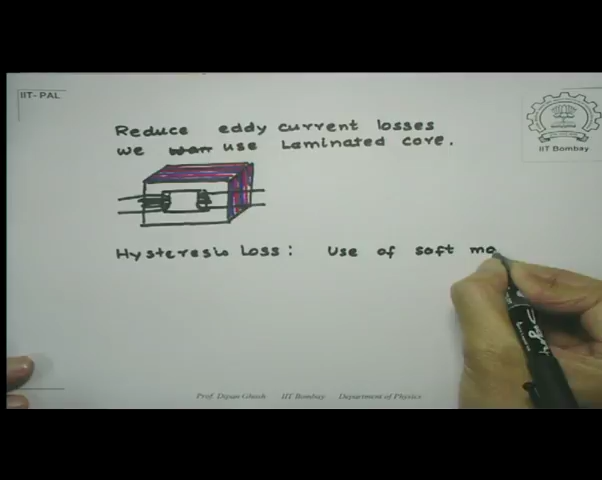 IIT- PAL
Reduce eddy current losses
we use Laminated core.
IIT Bombay
Hysteresis Loss: Use of soft ma
Prof. Dipan Ghosh IIT Bombay Department of Physics